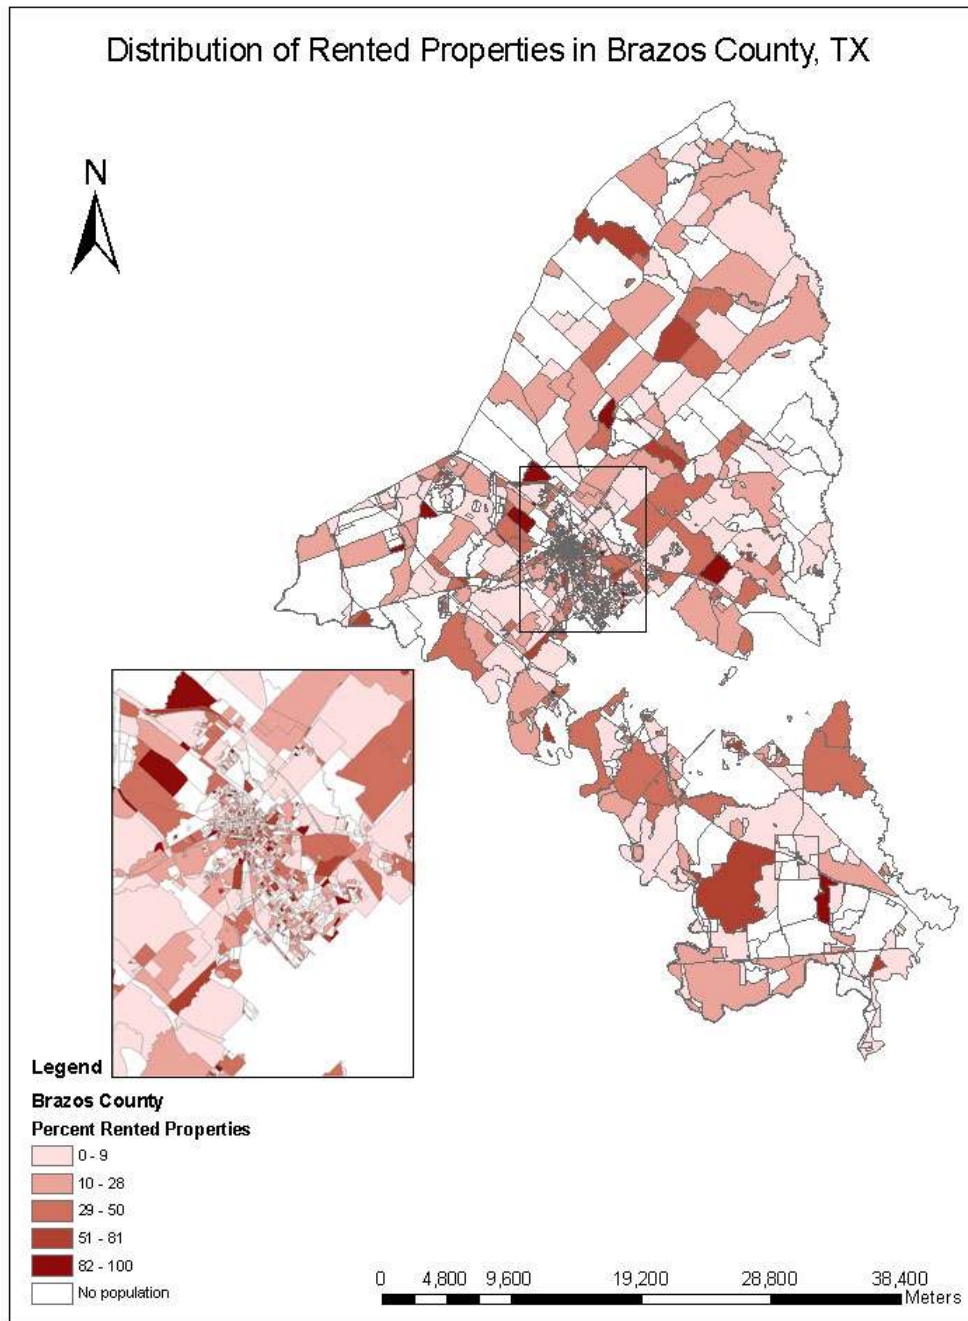 Distribution of Rented Properties in Brazos County, TX
N
Legend
Brazos County
Percent Rented Properties
0 - 9
10 - 28
29 - 50
51 - 81
82 - 100
No population
0 4,800 9,600 19,200 28,800 38,400
Meters